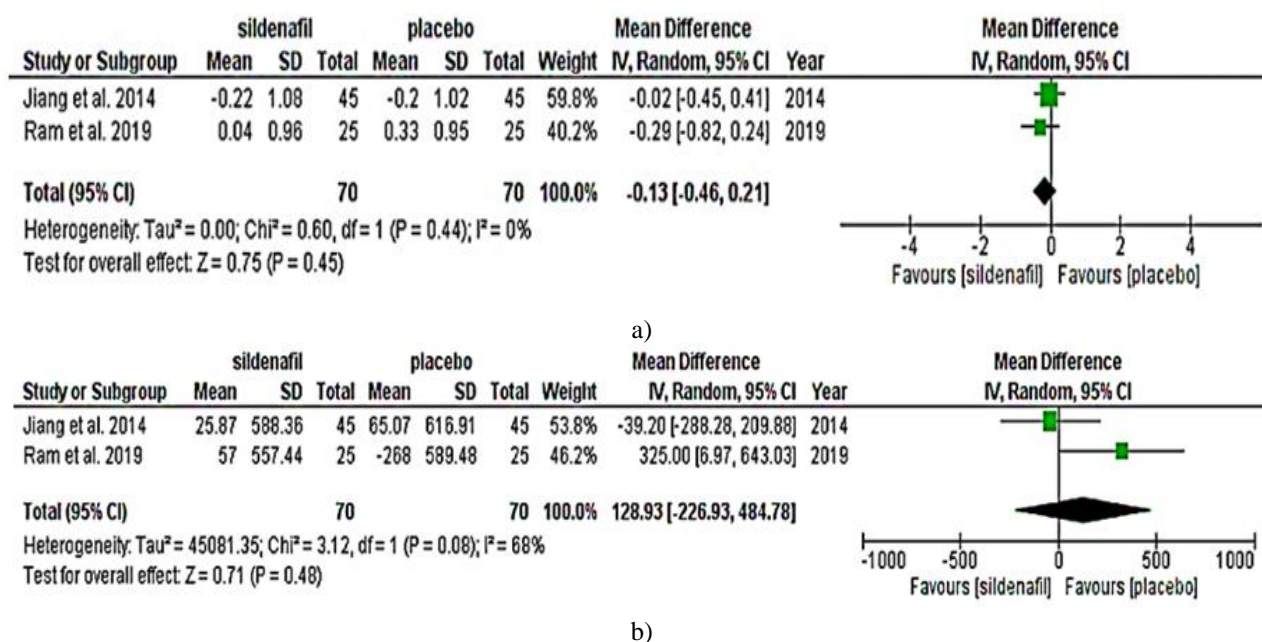 sildenafil placebo Mean Difference Mean Difference
Study or Subgroup Mean SD Total Mean SD Total Weight IV, Random, 95% CI Year IV, Random, 95% CI
Jiang et al. 2014 -0.22 1.08 45 -0.2 1.02 45 59.8% -0.02 [-0.45, 0.41] 2014
Ram et al. 2019 0.04 0.96 25 0.33 0.95 25 40.2% -0.29 [-0.82, 0.24] 2019
Total (95% CI) 70 70 100.0% -0.13 [-0.46, 0.21]
Heterogeneity: Tau² = 0.00; Chi² = 0.60, df = 1 (P = 0.44); I² = 0%
Test for overall effect: Z = 0.75 (P = 0.45)
-4 -2 0 2 4
Favours [sildenafil] Favours [placebo]
a)
sildenafil placebo Mean Difference Mean Difference
Study or Subgroup Mean SD Total Mean SD Total Weight IV, Random, 95% CI Year IV, Random, 95% CI
Jiang et al. 2014 25.87 588.36 45 65.07 616.91 45 53.8% -39.20 [-288.28, 209.88] 2014
Ram et al. 2019 57 557.44 25 -268 589.48 25 46.2% 325.00 [6.97, 643.03] 2019
Total (95% CI) 70 70 100.0% 128.93 [-226.93, 484.78]
Heterogeneity: Tau² = 45081.35; Chi² = 3.12, df = 1 (P = 0.08); I² = 68%
Test for overall effect: Z = 0.71 (P = 0.48)
-1000 -500 0 500 1000
Favours [sildenafil] Favours [placebo]
b)